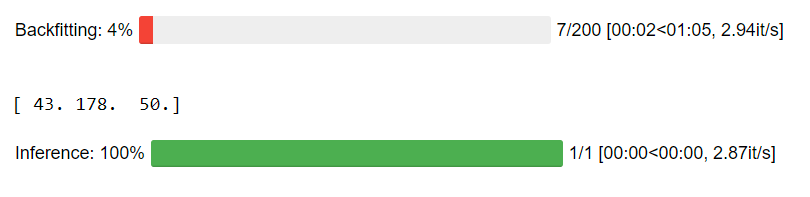 Backfitting: 4% 7/200 [00:02<01:05, 2.94it/s]
[ 43. 178.  50.]
Inference: 100% 1/1 [00:00<00:00, 2.87it/s]